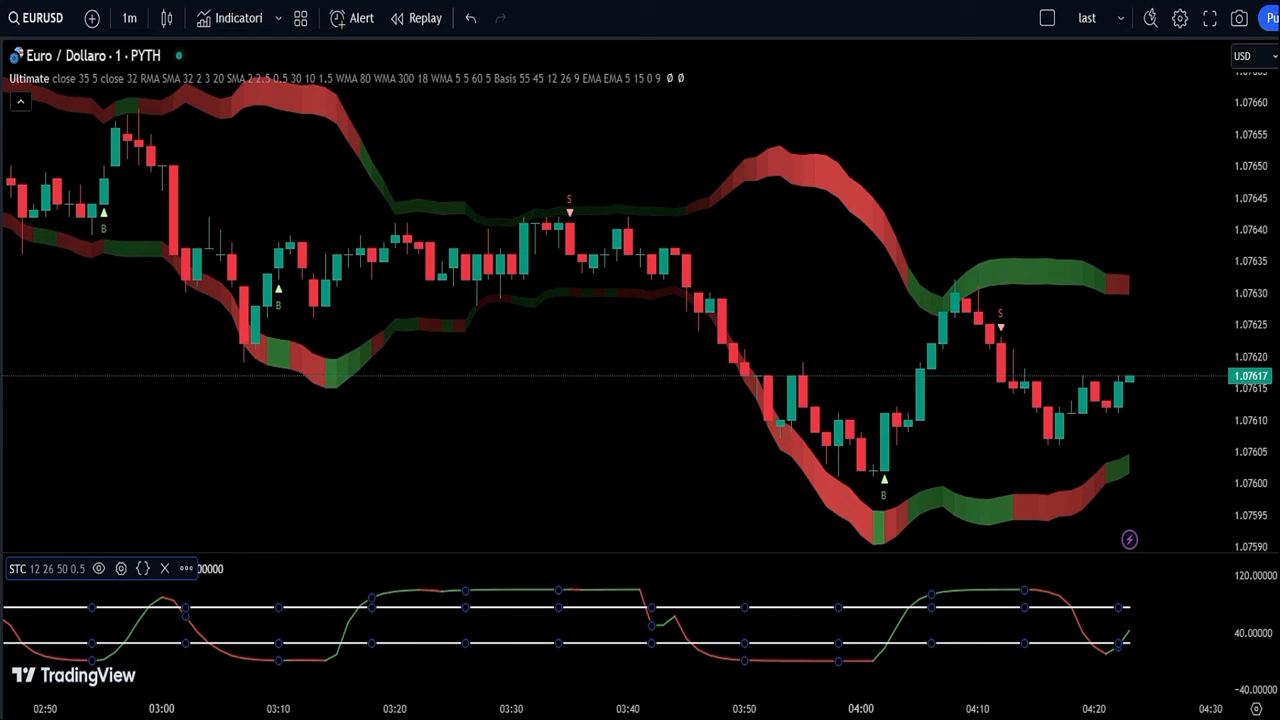 EURUSD 1m Indicatori Alert Replay last Pu
Euro / Dollaro · 1 · PYTH
USD
Ultimate close 35 5 close 32 RMA SMA 32 2 3 20 SMA 2 2.5 0.5 30 10 1.5 WMA 80 WMA 300 18 WMA 5 5 60 5 Basis 55 45 12 26 9 EMA EMA 5 15 0 9 Ø Ø
1.07660
1.07655
1.07650
1.07645
1.07640
1.07635
1.07630
1.07625
1.07620
1.07617
1.07615
1.07610
1.07605
1.07600
1.07595
1.07590
S
S
B
B
B
STC 12 26 50 0.5
00000
120.00000
40.00000
−40.00000
TradingView
02:50 03:00 03:10 03:20 03:30 03:40 03:50 04:00 04:10 04:20 04:30